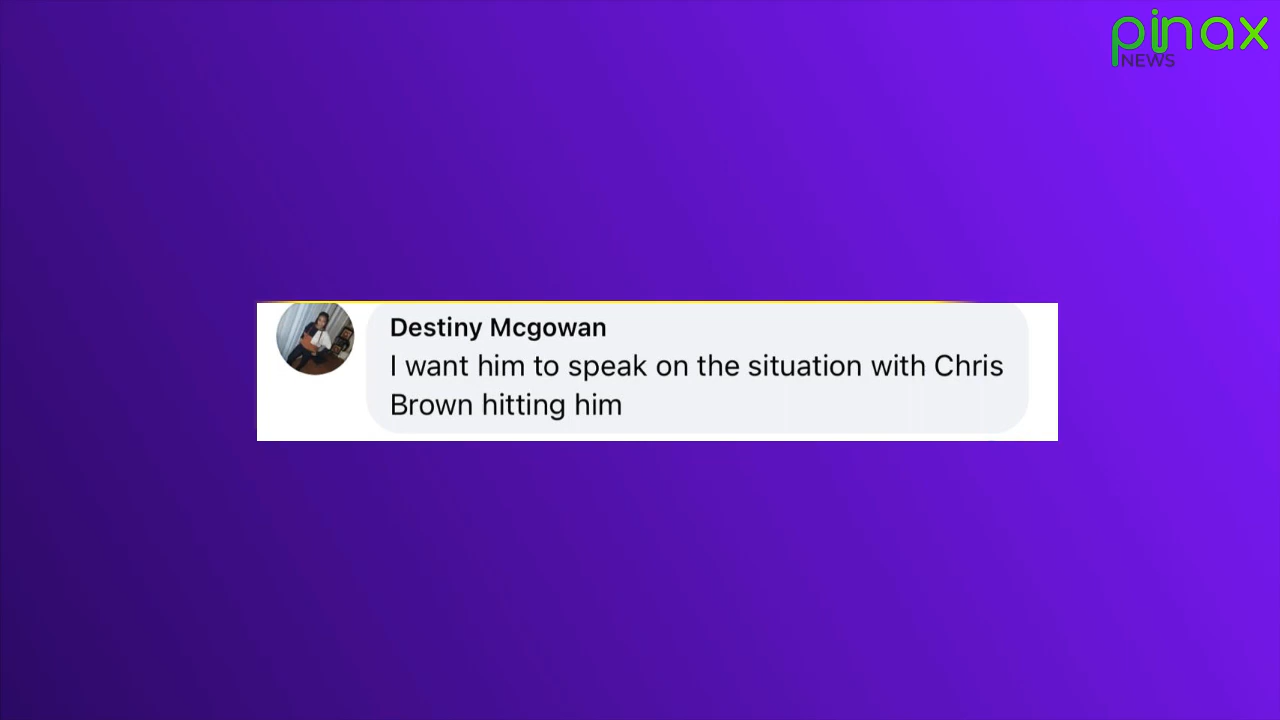 pinax
NEWS
Destiny Mcgowan
I want him to speak on the situation with Chris
Brown hitting him